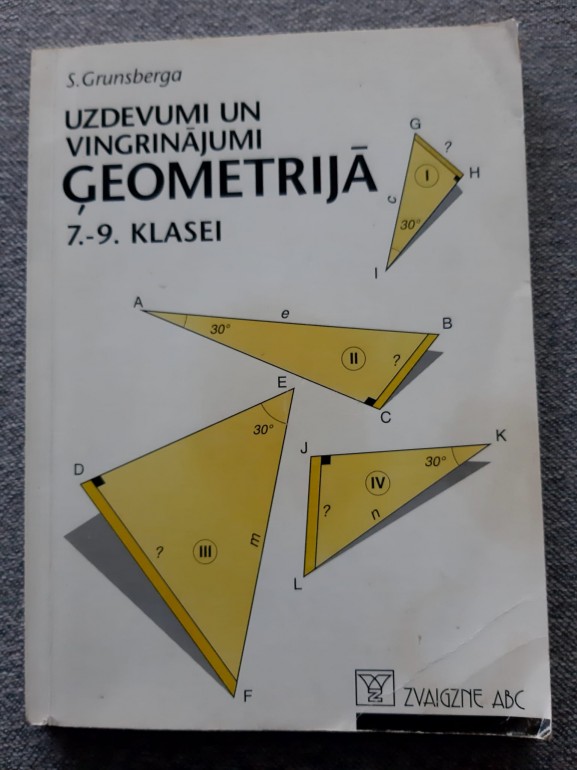 S.Grunsberga
UZDEVUMI UN
VINGRINĀJUMI
ĢEOMETRIJĀ
7.-9. KLASEI
G
?
I
H
c
30°
I
A
e
30°
B
II
?
C
E
30°
D
?
III
m
F
J
K
30°
IV
?
n
L
ZVAIGZNE ABC